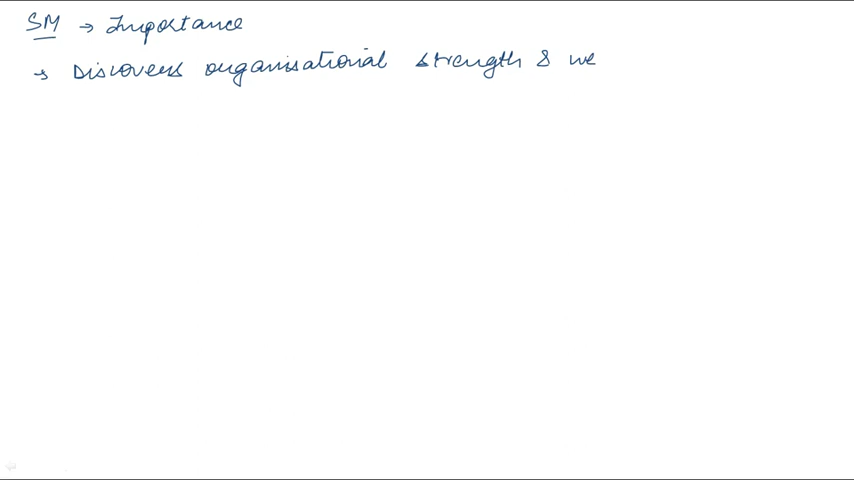 SM → Importance
→ Discovers organisational strength & we